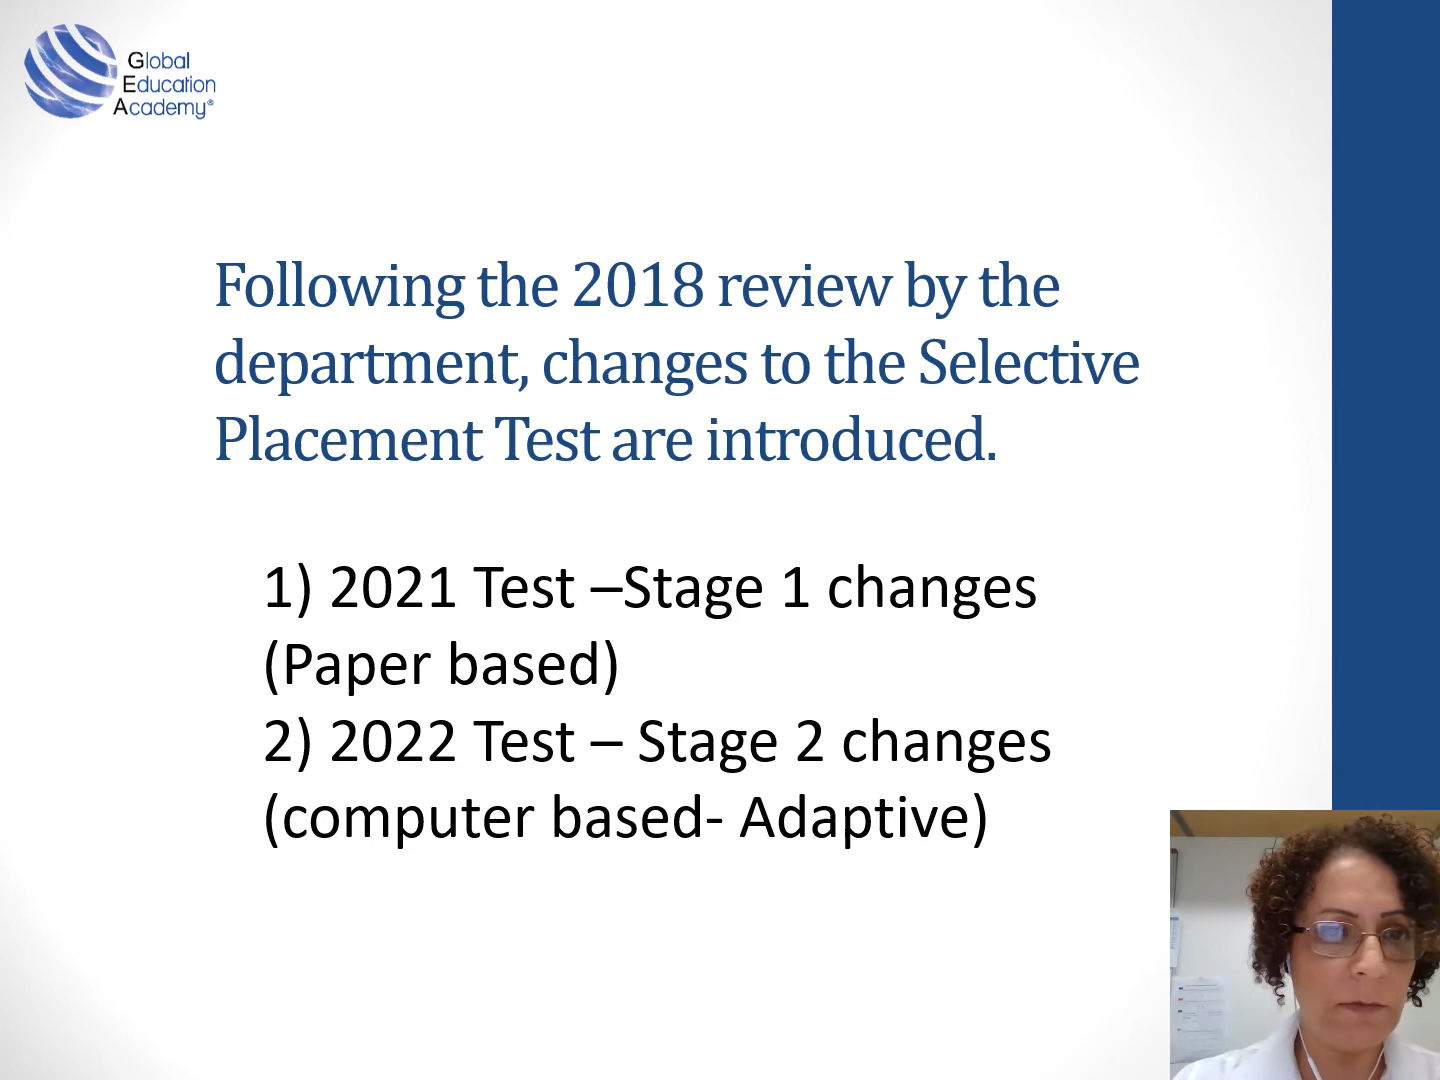 Global
Education
Academy®
Following the 2018 review by the
department, changes to the Selective
Placement Test are introduced.
1) 2021 Test –Stage 1 changes
(Paper based)
2) 2022 Test – Stage 2 changes
(computer based- Adaptive)